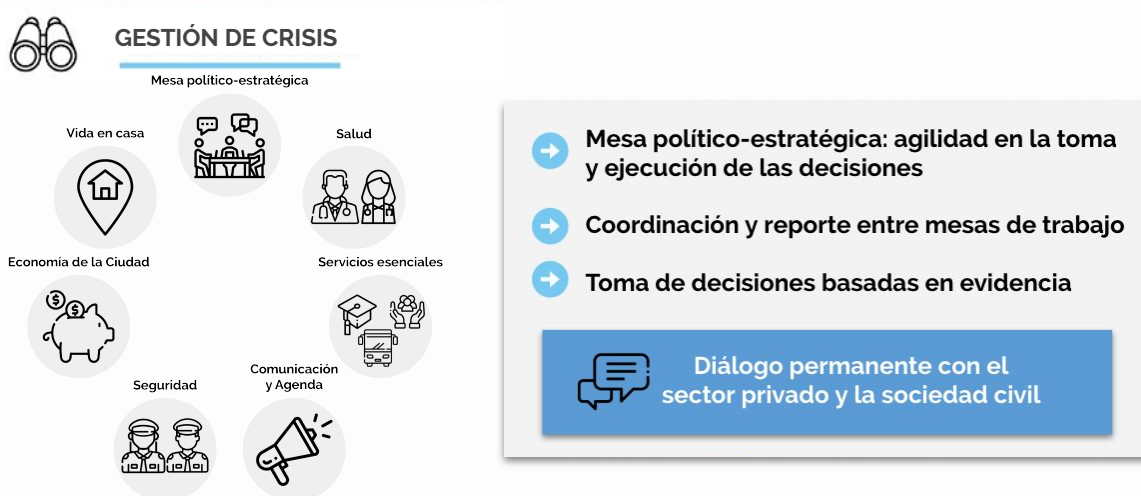 GESTIÓN DE CRISIS
Mesa político-estratégica
Vida en casa
Salud
Economía de la Ciudad
Servicios esenciales
Seguridad
Comunicación
y Agenda
Mesa político-estratégica: agilidad en la toma
y ejecución de las decisiones
Coordinación y reporte entre mesas de trabajo
Toma de decisiones basadas en evidencia
Diálogo permanente con el
sector privado y la sociedad civil